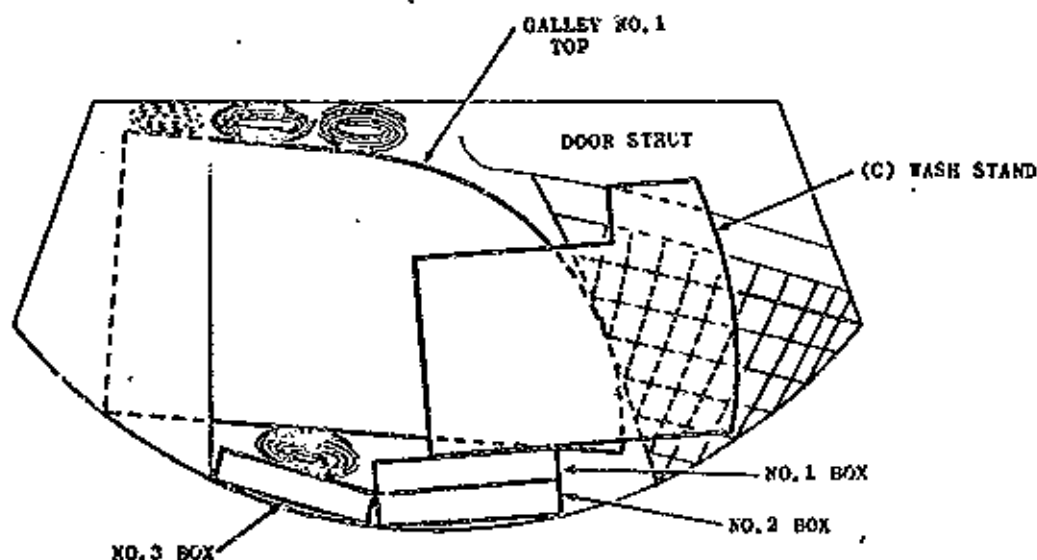 GALLEY NO.1
TOP
DOOR STRUT
(C) WASH STAND
NO.1 BOX
NO.2 BOX
NO.3 BOX